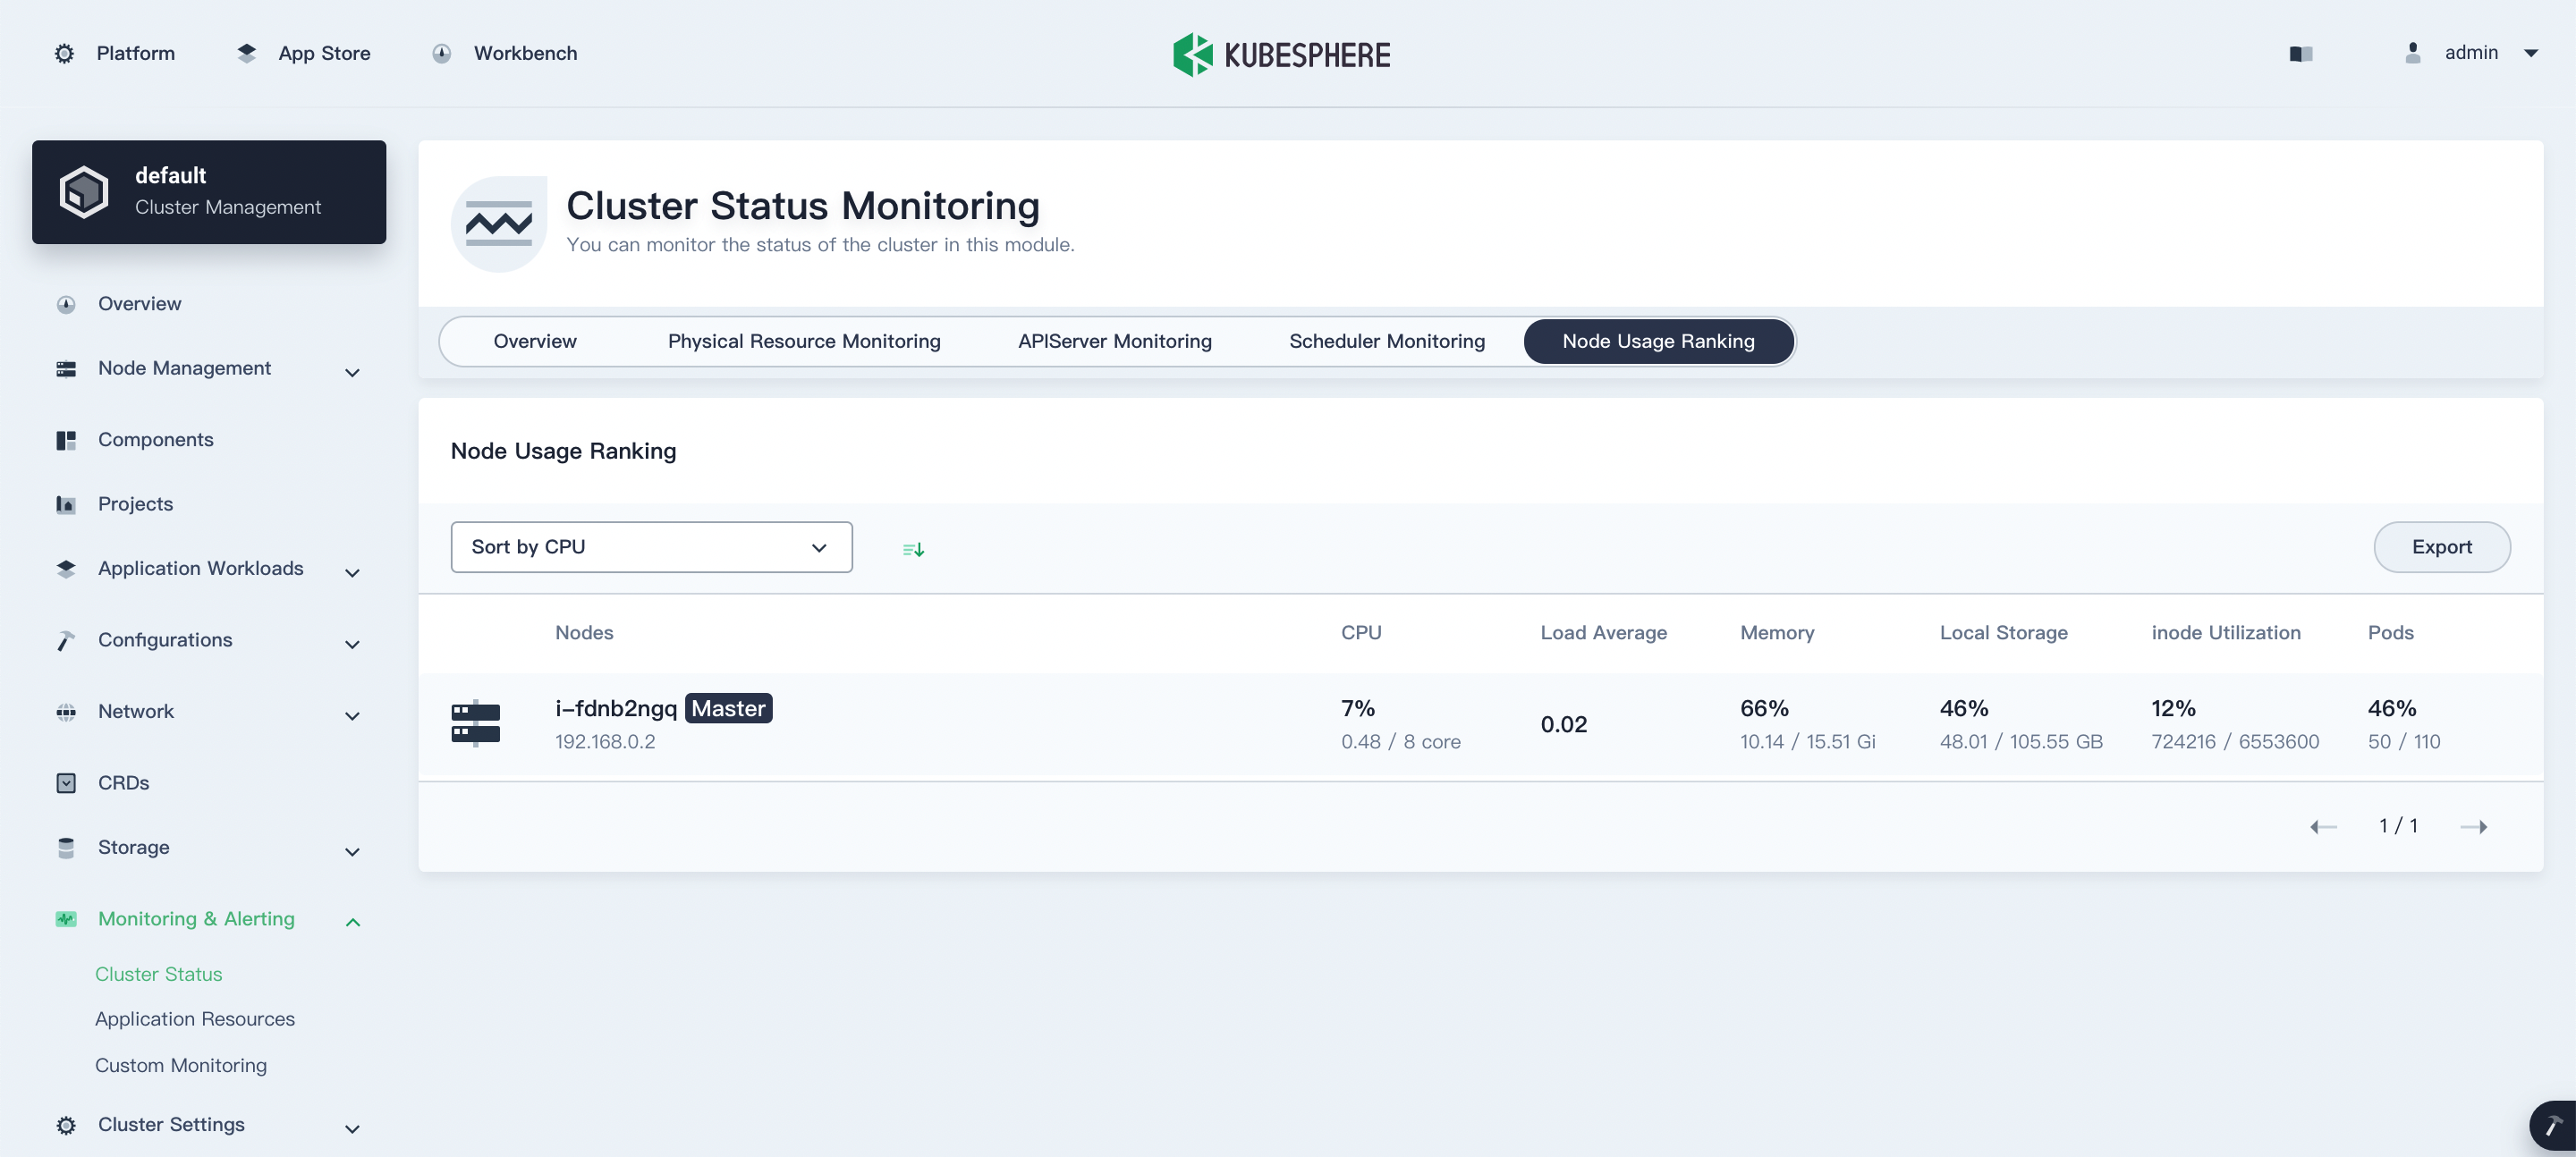 Platform
App Store
Workbench
KUBESPHERE
admin
default
Cluster Management
Overview
Node Management
Components
Projects
Application Workloads
Configurations
Network
CRDs
Storage
Monitoring & Alerting
Cluster Status
Application Resources
Custom Monitoring
Cluster Settings
Cluster Status Monitoring
You can monitor the status of the cluster in this module.
Overview
Physical Resource Monitoring
APIServer Monitoring
Scheduler Monitoring
Node Usage Ranking
Node Usage Ranking
Sort by CPU
Export
Nodes CPU Load Average Memory Local Storage inode Utilization Pods
i-fdnb2ngq Master 7% 0.02 66% 46% 12% 46%
192.168.0.2 0.48 / 8 core 10.14 / 15.51 Gi 48.01 / 105.55 GB 724216 / 6553600 50 / 110
1 / 1